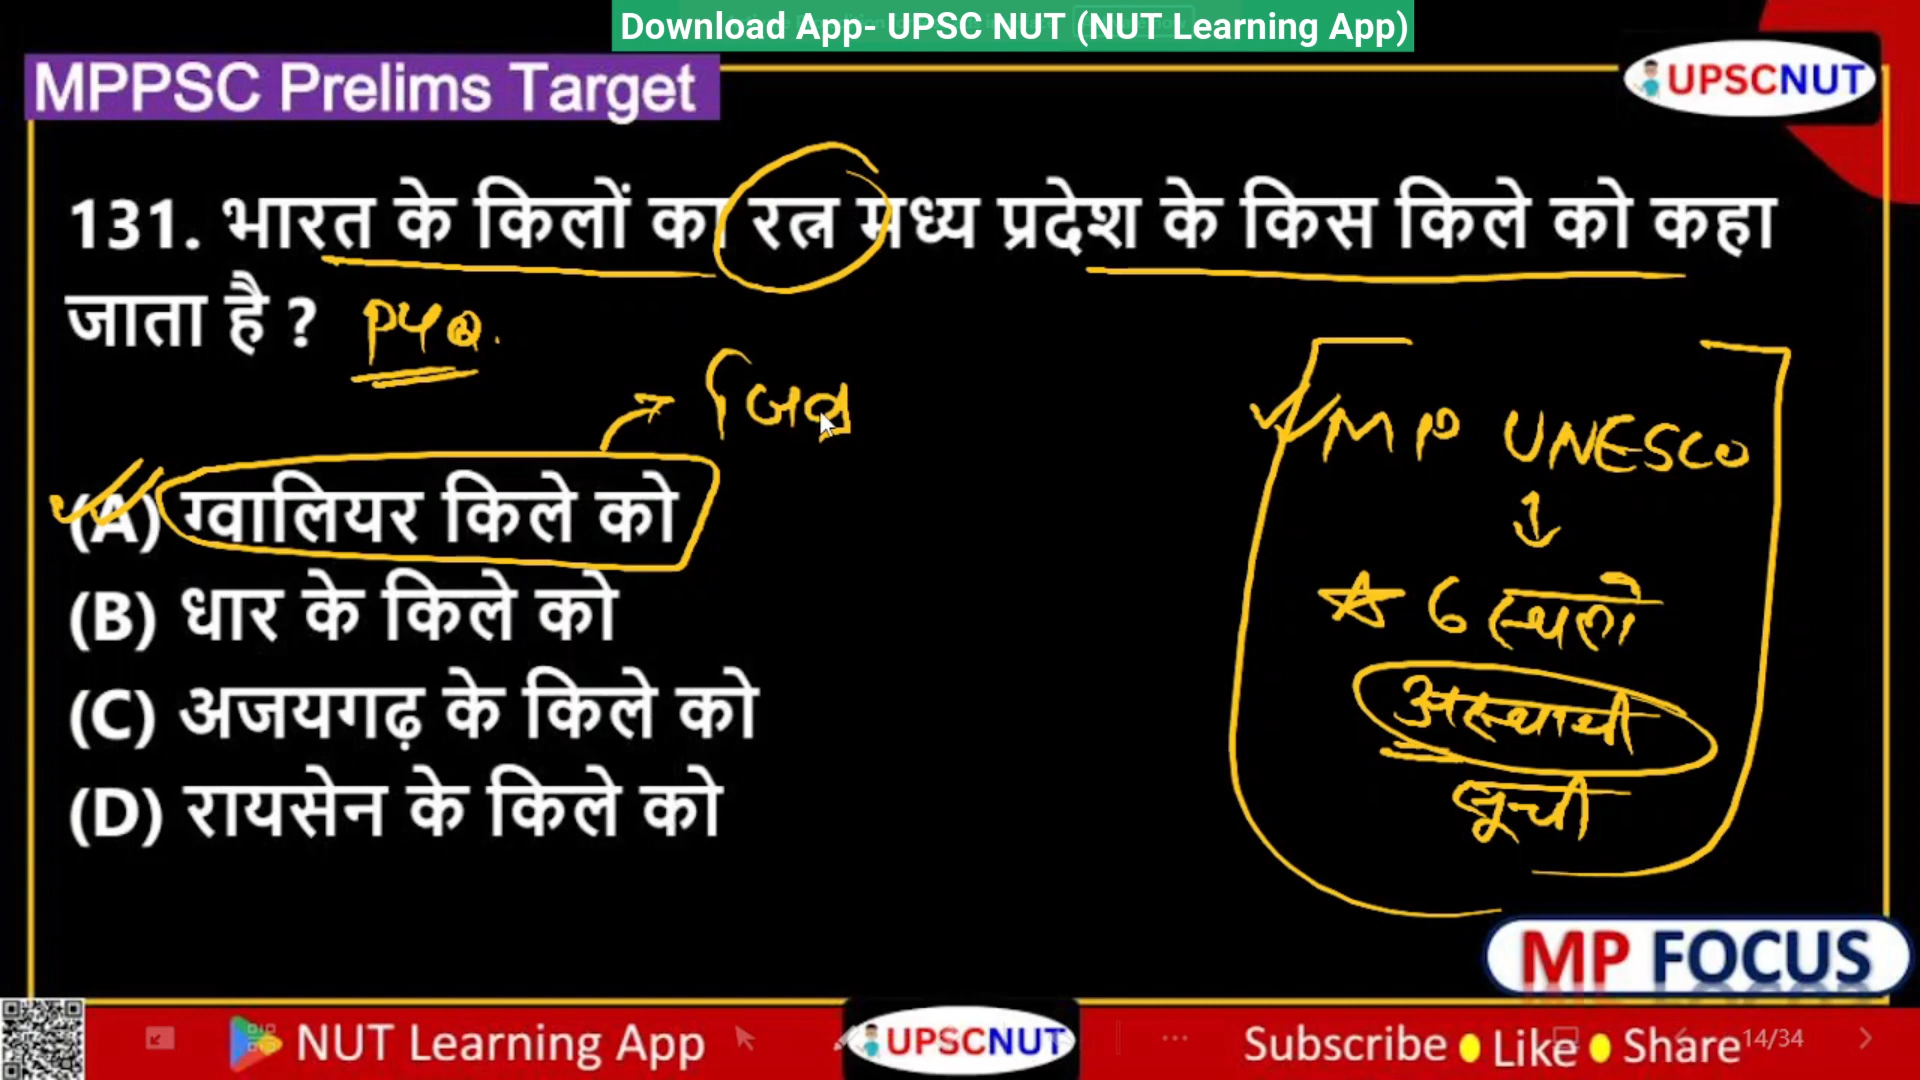 Download App- UPSC NUT (NUT Learning App)
MPPSC Prelims Target
UPSCNUT
131. भारत के किलों का रत्न मध्य प्रदेश के किस किले को कहा
जाता है ?
PYQ.
(A) ग्वालियर किले को
(B) धार के किले को
(C) अजयगढ़ के किले को
(D) रायसेन के किले को
MP UNESCO
6 स्थलो
अस्थायी
सूची
MP FOCUS
NUT Learning App
UPSCNUT
Subscribe Like Share
14/34